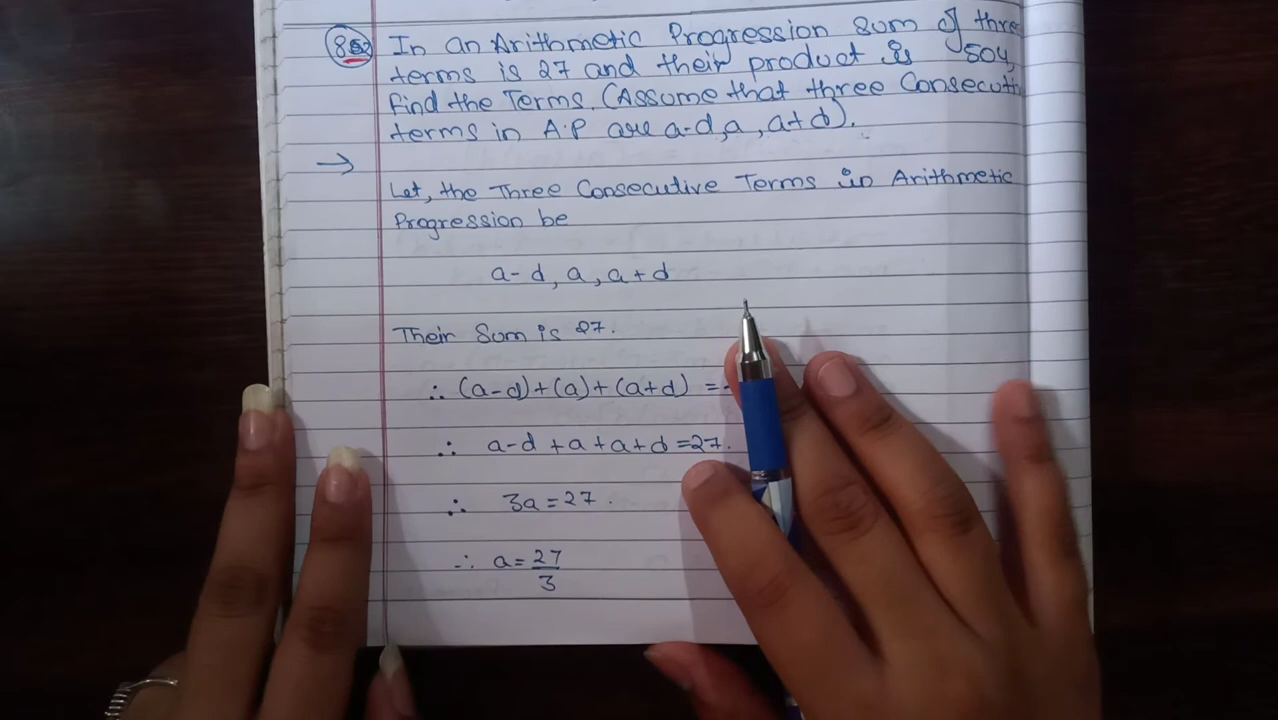 In an Arithmetic Progression Sum of three
terms is 27 and their product is 504,
find the Terms. (Assume that three Consecuti
terms in A.P are a-d, a, a+d).
→
Let, the Three Consecutive Terms in Arithmetic
Progression be
a-d, a, a+d
Their Sum is 27.
∴ (a-d)+(a)+(a+d) =
∴ a-d+a+a+d=27.
∴ 3a=27.
∴ a=27/3